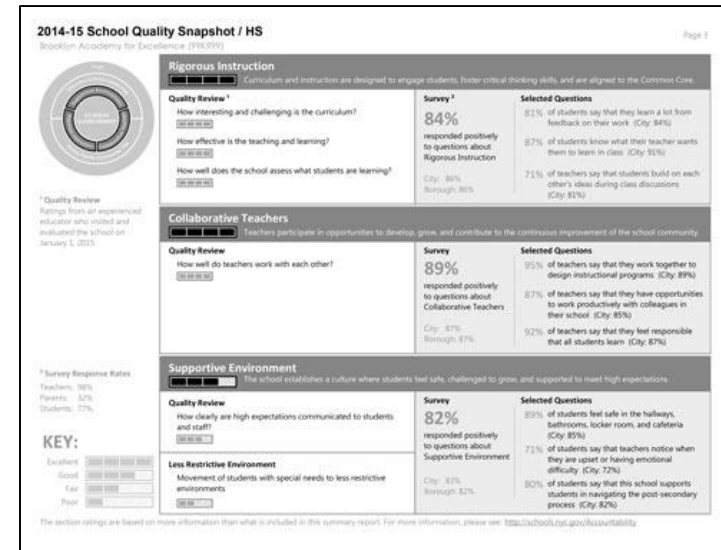 2014-15 School Quality Snapshot / HS
Brooklyn Academy for Excellence (99K999)
Page 3
Rigorous Instruction
Curriculum and instruction are designed to engage students, foster critical thinking skills, and are aligned to the Common Core.
Quality Review ¹
How interesting and challenging is the curriculum?
How effective is the teaching and learning?
How well does the school assess what students are learning?
Survey ²
84%
responded positively
to questions about
Rigorous Instruction
City: 86%
Borough: 86%
Selected Questions
81% of students say that they learn a lot from
feedback on their work (City: 84%)
87% of students know what their teacher wants
them to learn in class (City: 91%)
71% of teachers say that students build on each
other's ideas during class discussions
(City: 81%)
¹ Quality Review
Ratings from an experienced
educator who visited and
evaluated the school on
January 1, 2015
Collaborative Teachers
Teachers participate in opportunities to develop, grow, and contribute to the continuous improvement of the school community.
Quality Review
How well do teachers work with each other?
Survey
89%
responded positively
to questions about
Collaborative Teachers
City: 87%
Borough: 87%
Selected Questions
95% of teachers say that they work together to
design instructional programs (City: 89%)
87% of teachers say that they have opportunities
to work productively with colleagues in
their school (City: 85%)
92% of teachers say that they feel responsible
that all students learn (City: 87%)
Supportive Environment
The school establishes a culture where students feel safe, challenged to grow, and supported to meet high expectations.
Quality Review
How clearly are high expectations communicated to students
and staff?
Less Restrictive Environment
Movement of students with special needs to less restrictive
environments
Survey
82%
responded positively
to questions about
Supportive Environment
City: 83%
Borough: 82%
Selected Questions
89% of students feel safe in the hallways,
bathrooms, locker room, and cafeteria
(City: 85%)
71% of students say that teachers notice when
they are upset or having emotional
difficulty (City: 72%)
80% of students say that this school supports
students in navigating the post-secondary
process (City: 82%)
² Survey Response Rates
Teachers: 98%
Parents: 32%
Students: 77%
KEY:
Excellent
Good
Fair
Poor
The section ratings are based on more information than what is included in this summary report. For more information, please see: http://schools.nyc.gov/Accountability